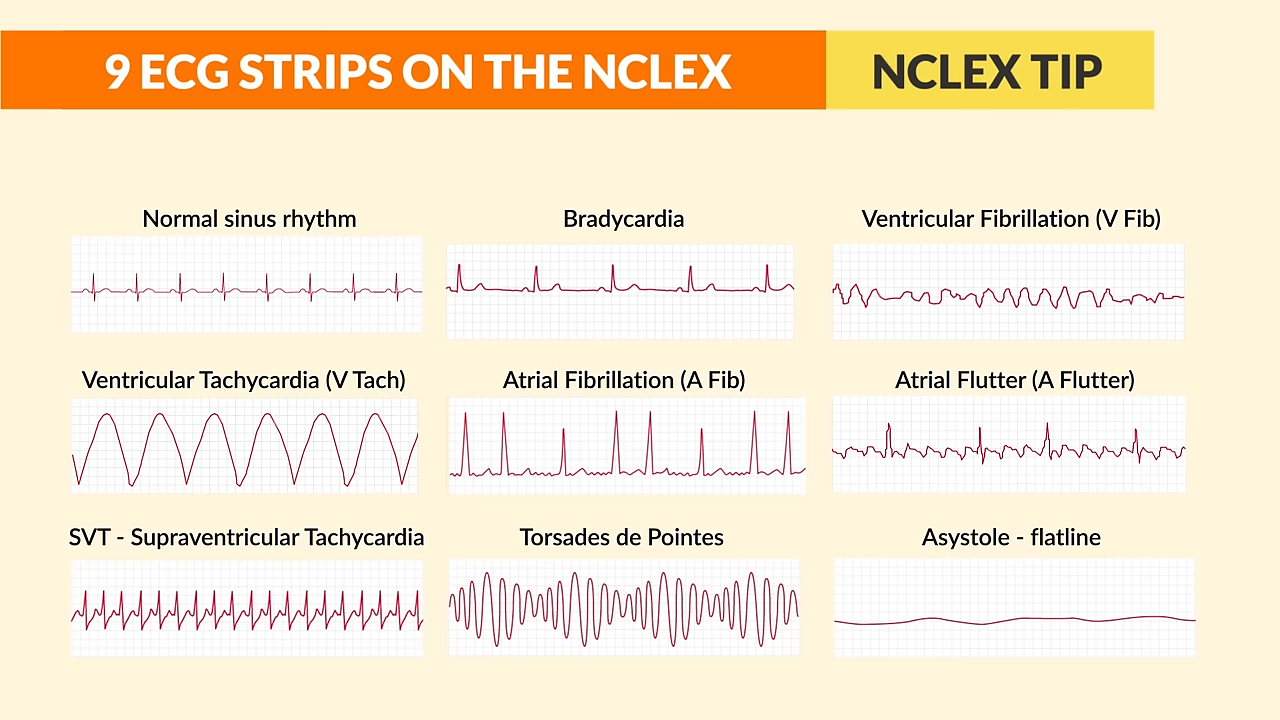 9 ECG STRIPS ON THE NCLEX
NCLEX TIP
Normal sinus rhythm
Bradycardia
Ventricular Fibrillation (V Fib)
Ventricular Tachycardia (V Tach)
Atrial Fibrillation (A Fib)
Atrial Flutter (A Flutter)
SVT - Supraventricular Tachycardia
Torsades de Pointes
Asystole - flatline